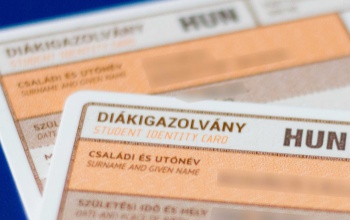 DIÁKIGAZOLVÁNY HUN
STUDENT IDENTITY CARD
CSALÁDI ÉS UTÓNÉV
SURNAME AND GIVEN NAME
DIÁKIGAZOLVÁNY HUN
STUDENT IDENTITY CARD
CSALÁDI ÉS UTÓNÉV
SURNAME AND GIVEN NAME
SZÜLETÉSI IDŐ ÉS HELY